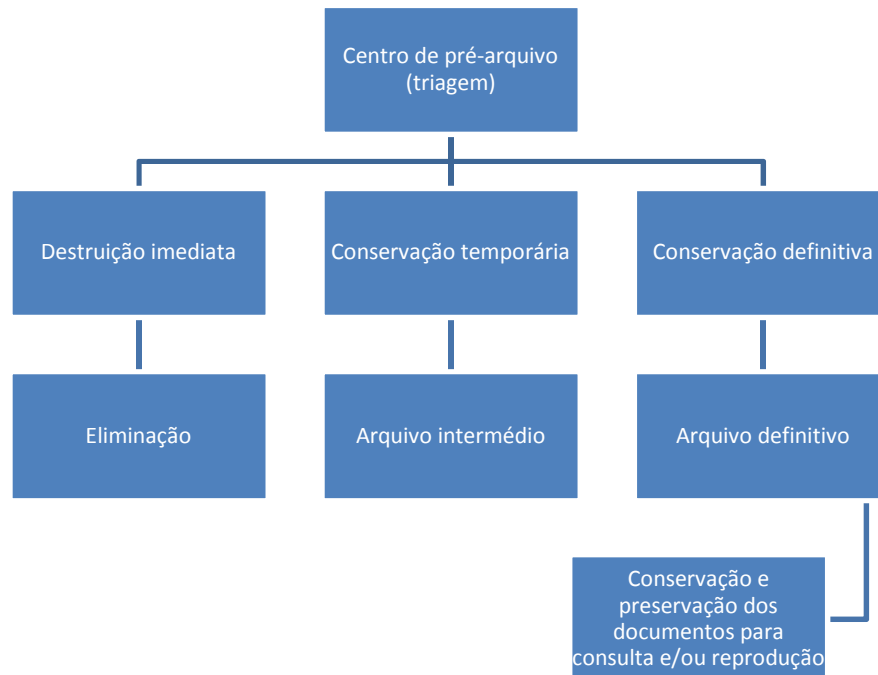 Centro de pré-arquivo
(triagem)
Destruição imediata
Conservação temporária
Conservação definitiva
Eliminação
Arquivo intermédio
Arquivo definitivo
Conservação e
preservação dos
documentos para
consulta e/ou reprodução